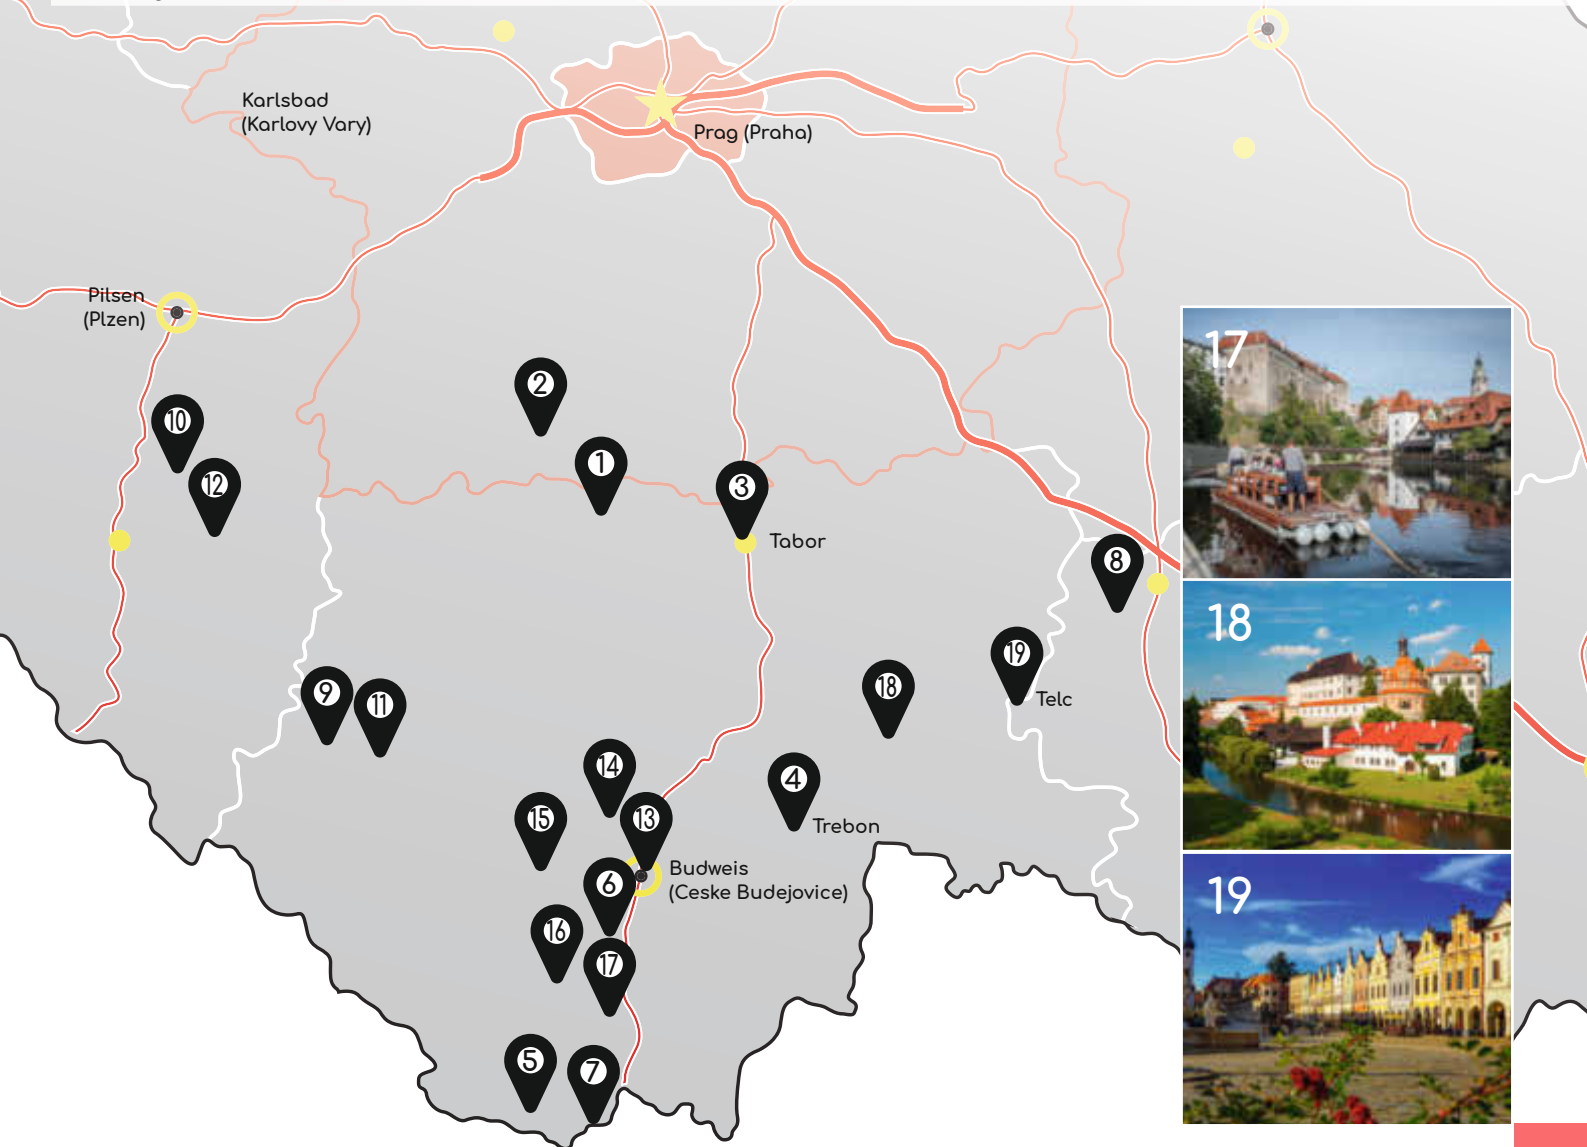 Karlsbad
(Karlovy Vary)
Prag (Praha)
Pilsen
(Plzen)
17
2
10
1
12
3
Tabor
8
18
19
Telc
9
18
11
14
4
15
13
Trebon
Budweis
6
(Ceske Budejovice)
19
16
17
5
7